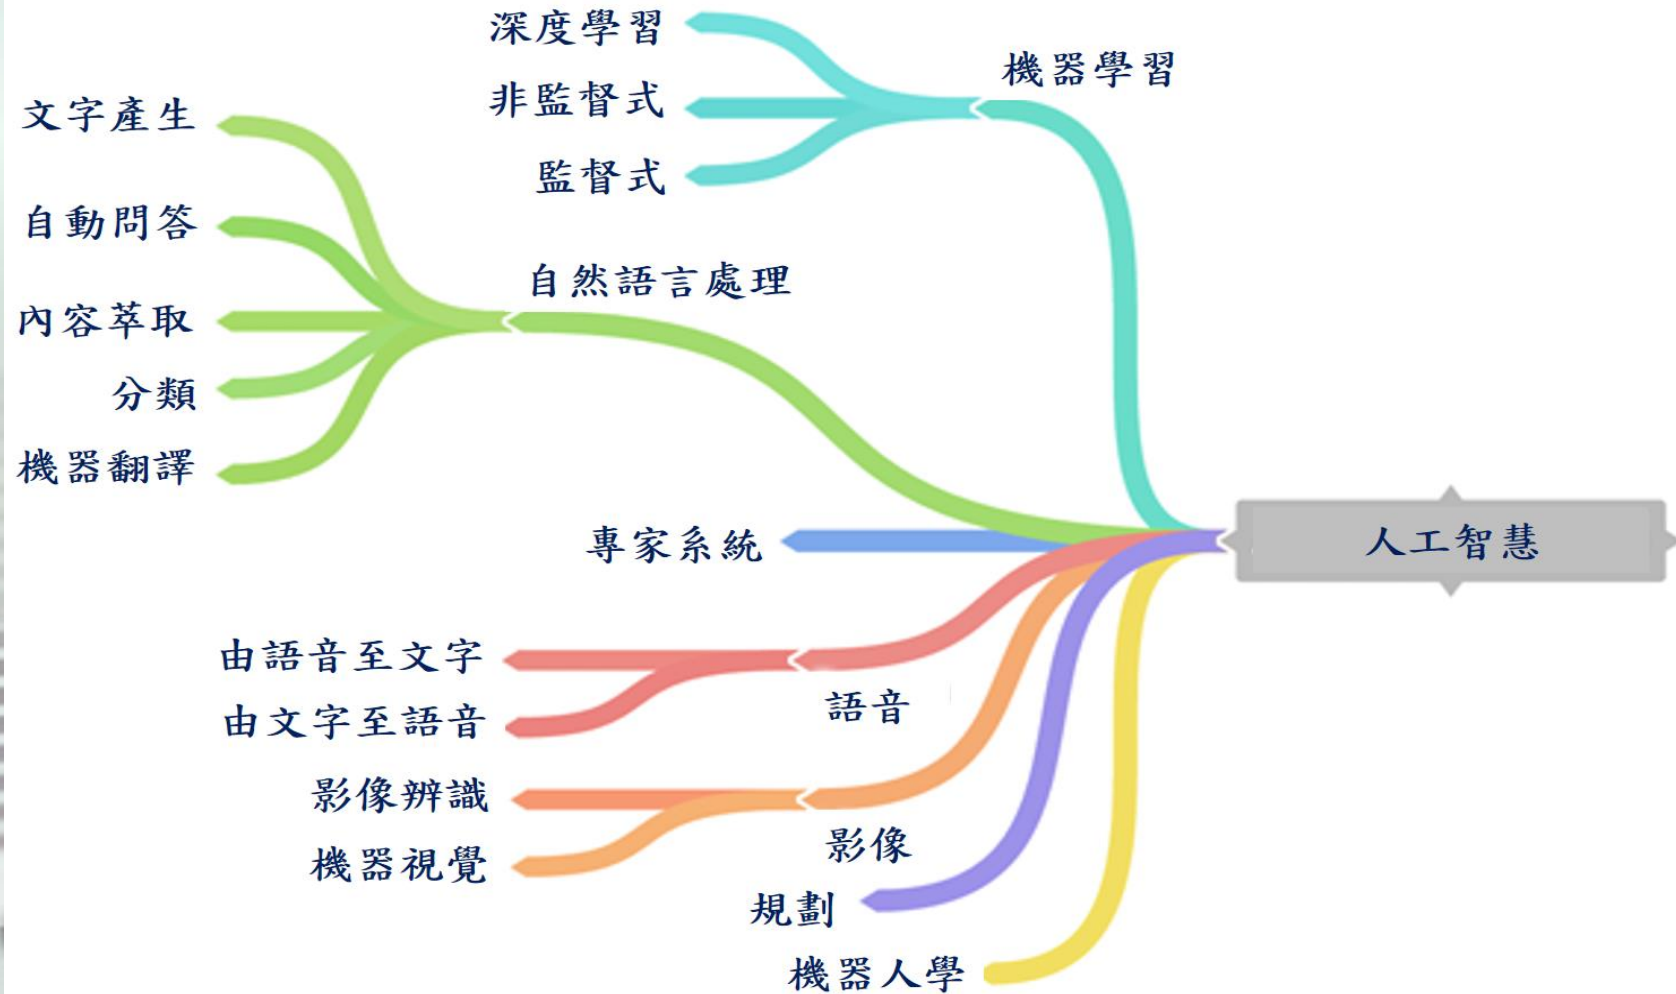 深度學習
機器學習
非監督式
監督式
文字產生
自動問答
自然語言處理
內容萃取
分類
機器翻譯
專家系統
人工智慧
由語音至文字
由文字至語音
語音
影像辨識
影像
機器視覺
規劃
機器人學